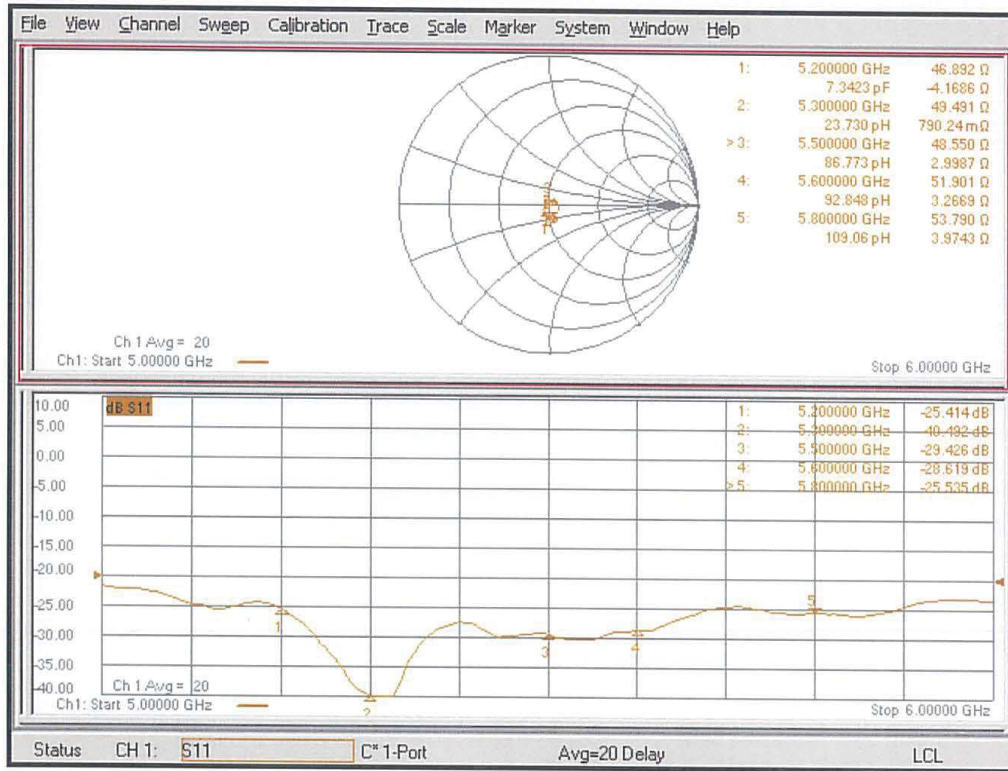 File View Channel Sweep Calibration Trace Scale Marker System Window Help
1: 5.200000 GHz 46.892 Ω
7.3423 pF -4.1686 Ω
2: 5.300000 GHz 49.491 Ω
23.730 pH 790.24 mΩ
> 3: 5.500000 GHz 48.550 Ω
86.773 pH 2.9987 Ω
4: 5.600000 GHz 51.901 Ω
92.848 pH 3.2669 Ω
5: 5.800000 GHz 53.790 Ω
109.06 pH 3.9743 Ω
Ch 1 Avg = 20
Ch1: Start 5.00000 GHz
Stop 6.00000 GHz
10.00
5.00
0.00
-5.00
-10.00
-15.00
-20.00
-25.00
-30.00
-35.00
-40.00
dB S11
1: 5.200000 GHz -25.414 dB
2: 5.300000 GHz -40.492 dB
3: 5.500000 GHz -29.426 dB
4: 5.600000 GHz -28.619 dB
> 5: 5.800000 GHz -25.535 dB
1
2
3
4
5
Ch 1 Avg = 20
Ch1: Start 5.00000 GHz
Stop 6.00000 GHz
Status CH 1: S11 C* 1-Port Avg=20 Delay LCL